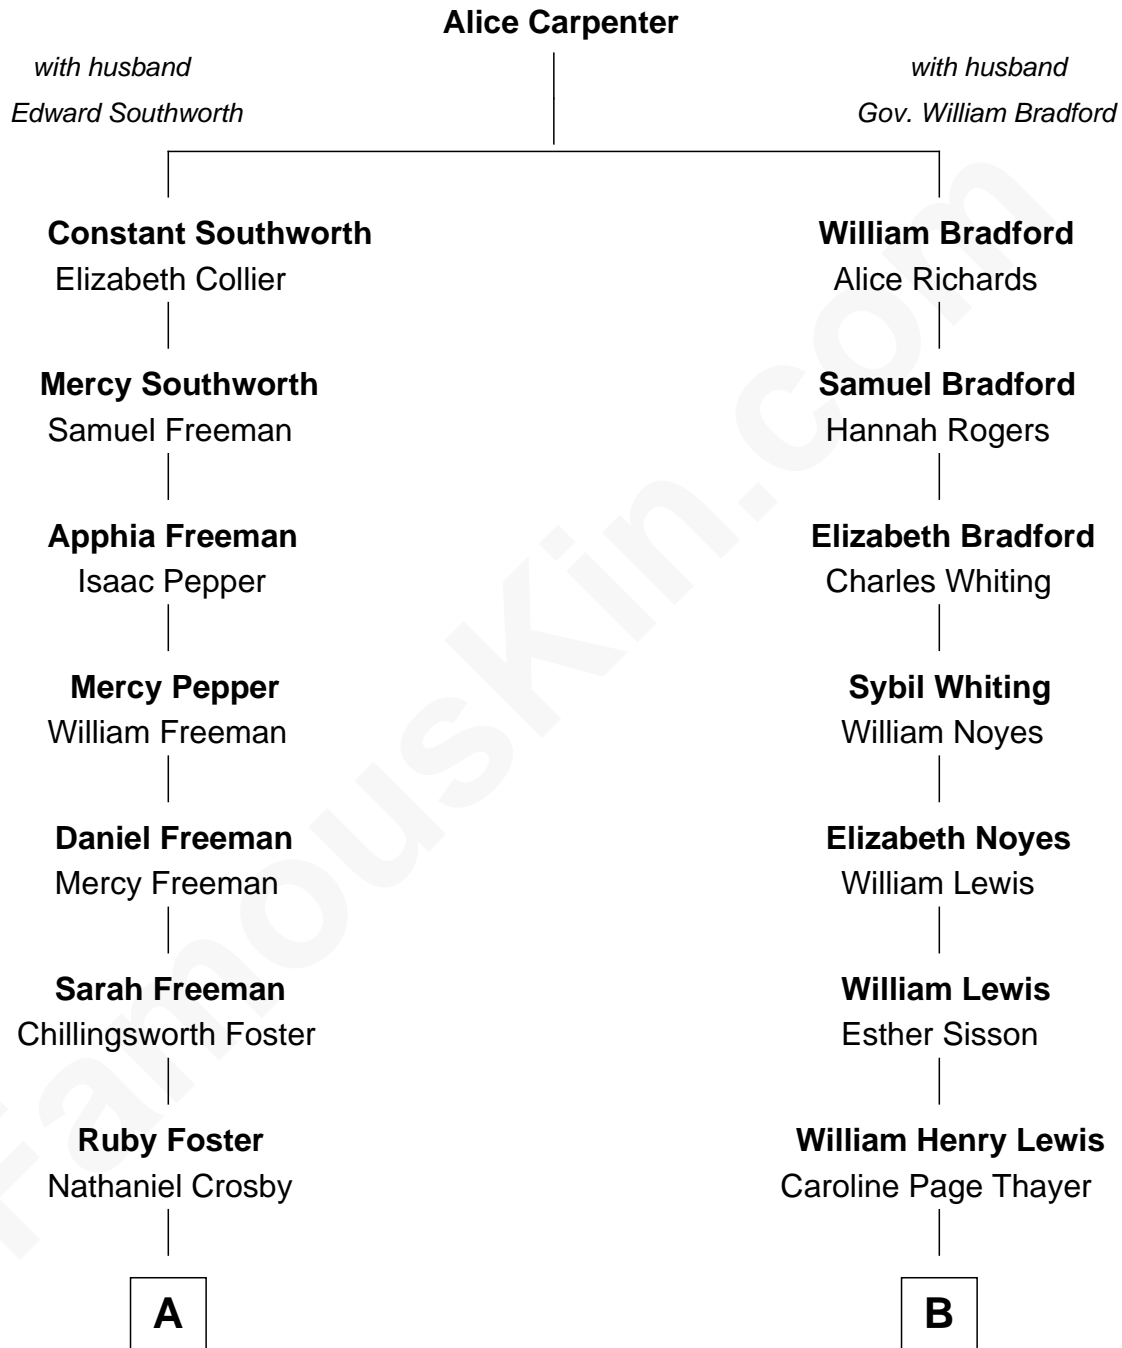 Alice Carpenter
with husband
Edward Southworth
with husband
Gov. William Bradford
Constant Southworth
Elizabeth Collier
William Bradford
Alice Richards
Mercy Southworth
Samuel Freeman
Samuel Bradford
Hannah Rogers
Apphia Freeman
Isaac Pepper
Elizabeth Bradford
Charles Whiting
Mercy Pepper
William Freeman
Sybil Whiting
William Noyes
Daniel Freeman
Mercy Freeman
Elizabeth Noyes
William Lewis
Sarah Freeman
Chillingsworth Foster
William Lewis
Esther Sisson
Ruby Foster
Nathaniel Crosby
William Henry Lewis
Caroline Page Thayer
A
B
FamousKin.com